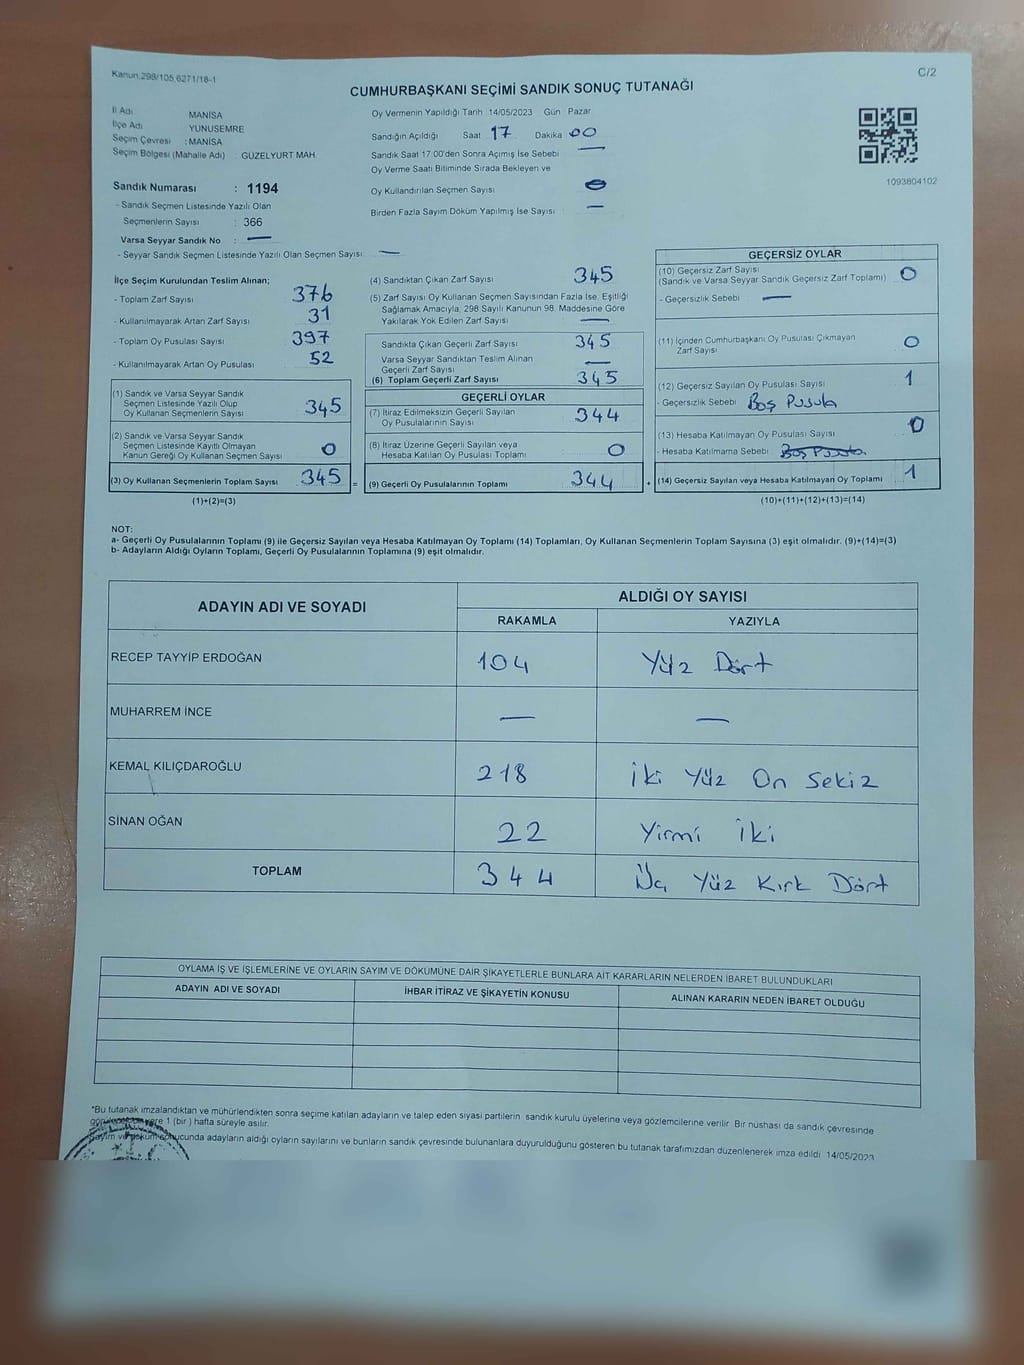 Kanun:298/105,6271/18-1
C/2
CUMHURBAŞKANI SEÇİMİ SANDIK SONUÇ TUTANAĞI
İl Adı MANİSA
İlçe Adı YUNUSEMRE
Seçim Çevresi : MANİSA
Seçim Bölgesi (Mahalle Adı) GÜZELYURT MAH.
Oy Vermenin Yapıldığı Tarih 14/05/2023 Gün Pazar
Sandığın Açıldığı Saat 17 Dakika 00
Sandık Saat 17:00'den Sonra Açımış İse Sebebi —
Oy Verme Saati Bitiminde Sırada Bekleyen ve
Oy Kullandırılan Seçmen Sayısı 0
Birden Fazla Sayım Döküm Yapılmış İse Sayısı : —
1093804102
Sandık Numarası : 1194
- Sandık Seçmen Listesinde Yazılı Olan
Seçmenlerin Sayısı : 366
Varsa Seyyar Sandık No : —
- Seyyar Sandık Seçmen Listesinde Yazılı Olan Seçmen Sayısı: —
İlçe Seçim Kurulundan Teslim Alınan;
- Toplam Zarf Sayısı 376
- Kullanılmayarak Artan Zarf Sayısı 31
- Toplam Oy Pusulası Sayısı 397
- Kullanılmayarak Artan Oy Pusulası 52
(1) Sandık ve Varsa Seyyar Sandık
Seçmen Listesinde Yazılı Olup
Oy Kullanan Seçmenlerin Sayısı 345
(2) Sandık ve Varsa Seyyar Sandık
Seçmen Listesinde Kayıtlı Olmayan
Kanun Gereği Oy Kullanan Seçmen Sayısı 0
(3) Oy Kullanan Seçmenlerin Toplam Sayısı 345 =
(1)+(2)=(3)
(4) Sandıktan Çıkan Zarf Sayısı 345
(5) Zarf Sayısı Oy Kullanan Seçmen Sayısından Fazla İse, Eşitliği
Sağlamak Amacıyla, 298 Sayılı Kanunun 98. Maddesine Göre
Yakılarak Yok Edilen Zarf Sayısı —
Sandıkta Çıkan Geçerli Zarf Sayısı 345
Varsa Seyyar Sandıktan Teslim Alınan
Geçerli Zarf Sayısı —
(6) Toplam Geçerli Zarf Sayısı 345
GEÇERLİ OYLAR
(7) İtiraz Edilmeksizin Geçerli Sayılan
Oy Pusulalarının Sayısı 344
(8) İtiraz Üzerine Geçerli Sayılan veya
Hesaba Katılan Oy Pusulası Toplamı 0
(9) Geçerli Oy Pusulalarının Toplamı 344 +
GEÇERSİZ OYLAR
(10) Geçersiz Zarf Sayısı 0
(Sandık ve Varsa Seyyar Sandık Geçersiz Zarf Toplamı)
- Geçersizlik Sebebi —
(11) İçinden Cumhurbaşkanı Oy Pusulası Çıkmayan
Zarf Sayısı 0
(12) Geçersiz Sayılan Oy Pusulası Sayısı 1
- Geçersizlik Sebebi Boş Pusula
(13) Hesaba Katılmayan Oy Pusulası Sayısı 0
- Hesaba Katılmama Sebebi Boş Pusula
(14) Geçersiz Sayılan veya Hesaba Katılmayan Oy Toplamı 1
(10)+(11)+(12)+(13)=(14)
NOT:
a- Geçerli Oy Pusulalarının Toplamı (9) ile Geçersiz Sayılan veya Hesaba Katılmayan Oy Toplamı (14) Toplamları, Oy Kullanan Seçmenlerin Toplam Sayısına (3) eşit olmalıdır. (9)+(14)=(3)
b- Adayların Aldığı Oyların Toplamı, Geçerli Oy Pusulalarının Toplamına (9) eşit olmalıdır.
ADAYIN ADI VE SOYADI ALDIĞI OY SAYISI
RAKAMLA YAZIYLA
RECEP TAYYİP ERDOĞAN 104 Yüz Dört
MUHARREM İNCE — —
KEMAL KILIÇDAROĞLU 218 İki Yüz On Sekiz
SİNAN OĞAN 22 Yirmi İki
TOPLAM 344 Üç Yüz Kırk Dört
OYLAMA İŞ VE İŞLEMLERİNE VE OYLARIN SAYIM VE DÖKÜMÜNE DAİR ŞİKAYETLERLE BUNLARA AİT KARARLARIN NELERDEN İBARET BULUNDUKLARI
ADAYIN ADI VE SOYADI İHBAR İTİRAZ VE ŞİKAYETİN KONUSU ALINAN KARARIN NEDEN İBARET OLDUĞU
*Bu tutanak imzalandıktan ve mühürlendikten sonra seçime katılan adayların ve talep eden siyasi partilerin sandık kurulu üyelerine veya gözlemcilerine verilir. Bir nüshası da sandık çevresinde
yere 1 (bir) hafta süreyle asılır.
Sayım ve döküm sonucunda adayların aldığı oyların sayılarını ve bunların sandık çevresinde bulunanlara duyurulduğunu gösteren bu tutanak tarafımızdan düzenlenerek imza edildi. 14/05/2023